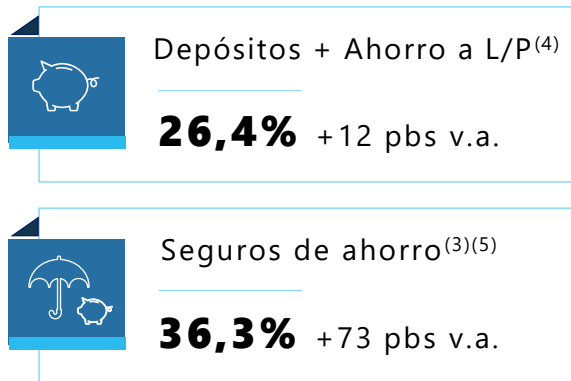 Depósitos + Ahorro a L/P(4)
26,4% +12 pbs v.a.
Seguros de ahorro(3)(5)
36,3% +73 pbs v.a.